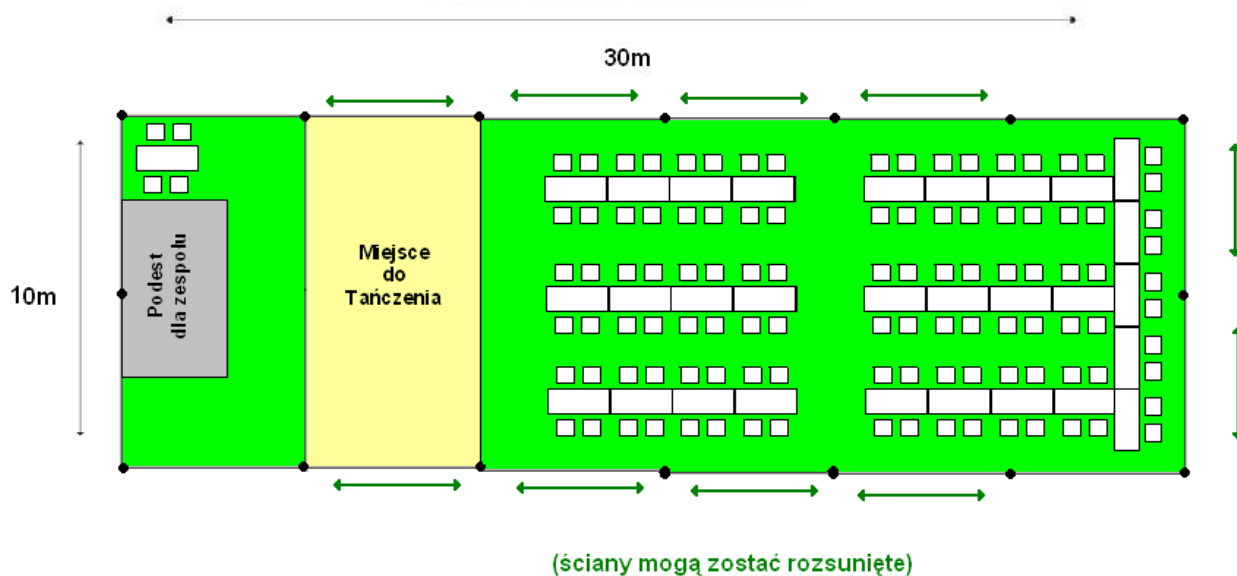 30m
10m
Podest
dla zespołu
Miejsce
do
Tańczenia
(ściany mogą zostać rozsunięte)